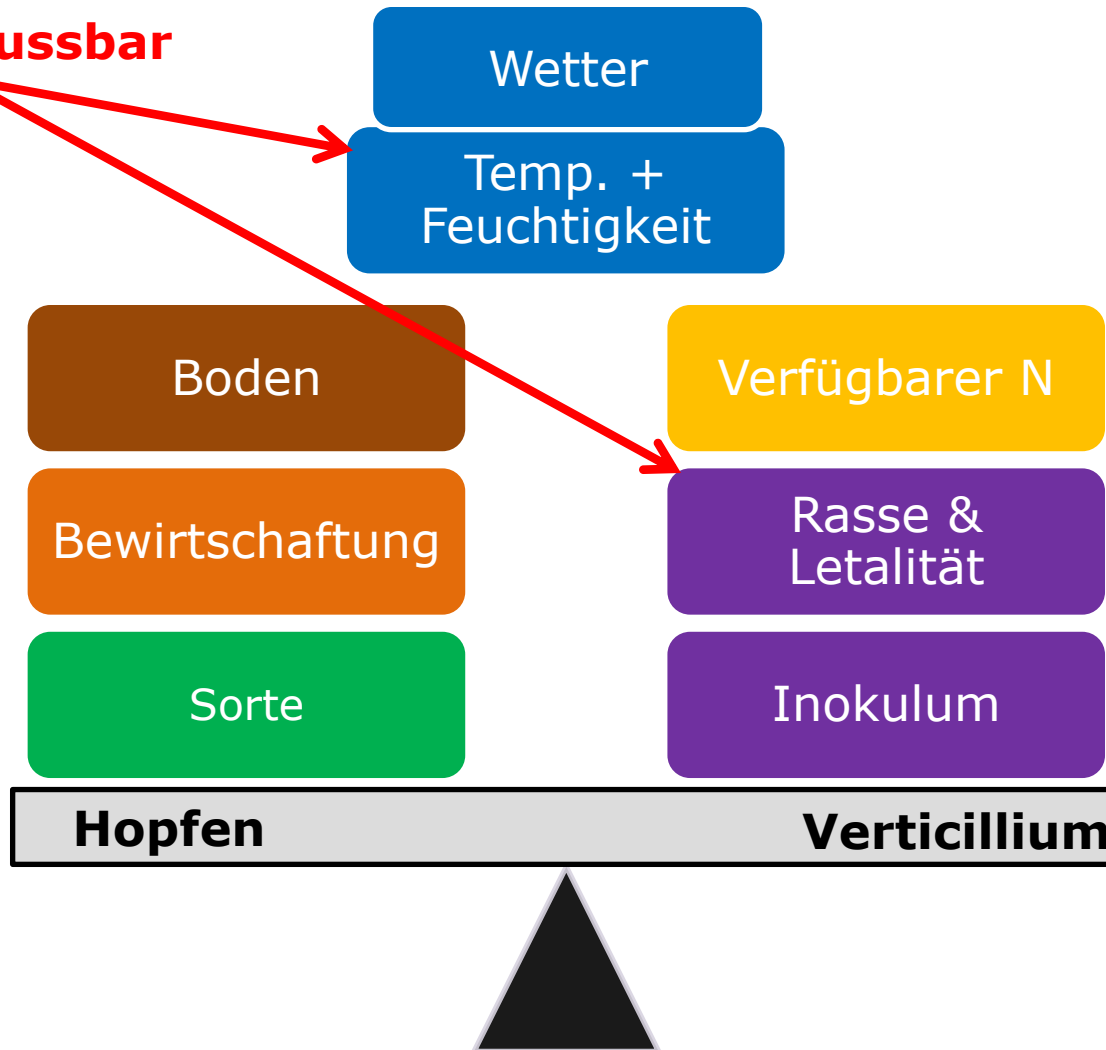 ussbar
Wetter
Temp. +
Feuchtigkeit
Boden
Verfügbarer N
Bewirtschaftung
Rasse &
Letalität
Sorte
Inokulum
Hopfen
Verticillium